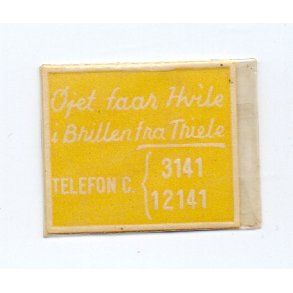 Øjet faar Hvile
i Brillen fra Thiele
TELEFON C. { 3141
12141